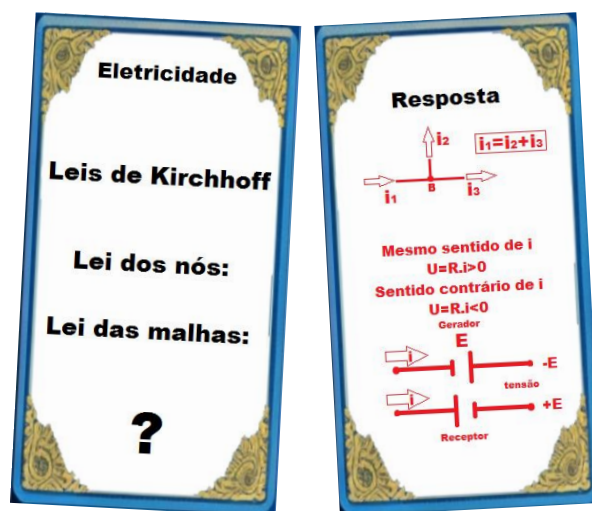 Eletricidade
Leis de Kirchhoff
Lei dos nós:
Lei das malhas:
?
Resposta
i2
i1=i2+i3
B
i1
i3
Mesmo sentido de i
U=R.i>0
Sentido contrário de i
U=R.i<0
Gerador
E
i
-E
tensão
i
+E
Receptor